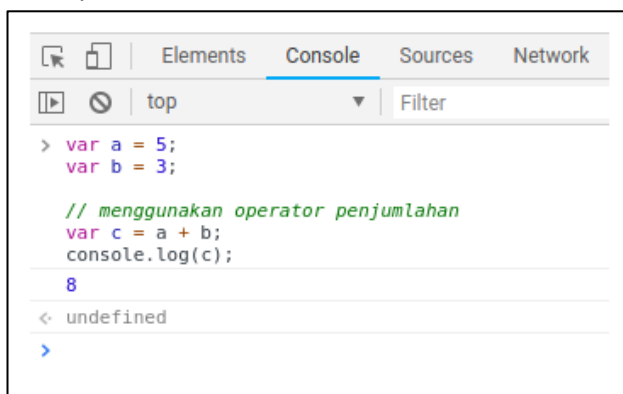 Elements Console Sources Network
top Filter
> var a = 5;
var b = 3;
// menggunakan operator penjumlahan
var c = a + b;
console.log(c);
8
undefined
>